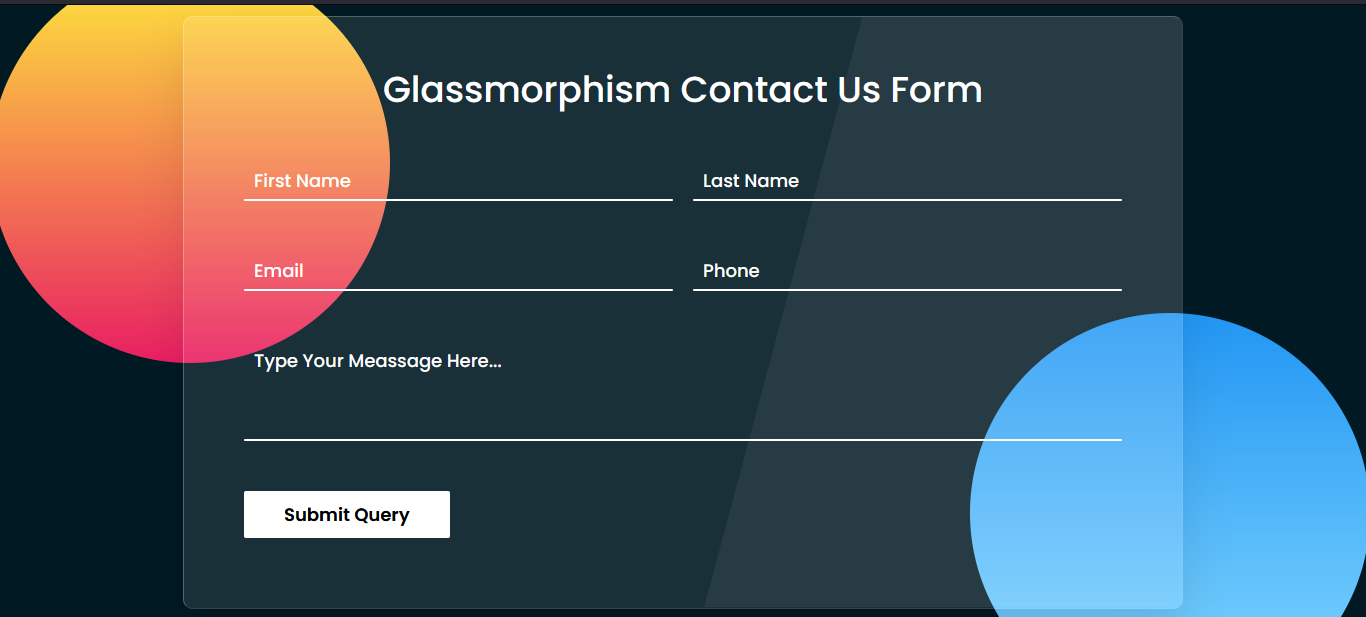 Glassmorphism Contact Us Form
First Name
Last Name
Email
Phone
Type Your Meassage Here...
Submit Query